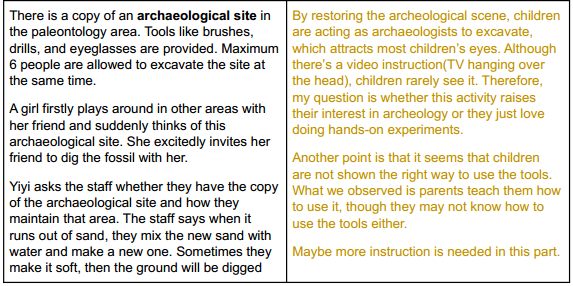 There is a copy of an archaeological site in
the paleontology area. Tools like brushes,
drills, and eyeglasses are provided. Maximum
6 people are allowed to excavate the site at
the same time.
A girl firstly plays around in other areas with
her friend and suddenly thinks of this
archaeological site. She excitedly invites her
friend to dig the fossil with her.
Yiyi asks the staff whether they have the copy
of the archaeological site and how they
maintain that area. The staff says when it
runs out of sand, they mix the new sand with
water and make a new one. Sometimes they
make it soft, then the ground will be digged
By restoring the archeological scene, children
are acting as archaeologists to excavate,
which attracts most children's eyes. Although
there's a video instruction(TV hanging over
the head), children rarely see it. Therefore,
my question is whether this activity raises
their interest in archeology or they just love
doing hands-on experiments.
Another point is that it seems that children
are not shown the right way to use the tools.
What we observed is parents teach them how
to use it, though they may not know how to
use the tools either.
Maybe more instruction is needed in this part.